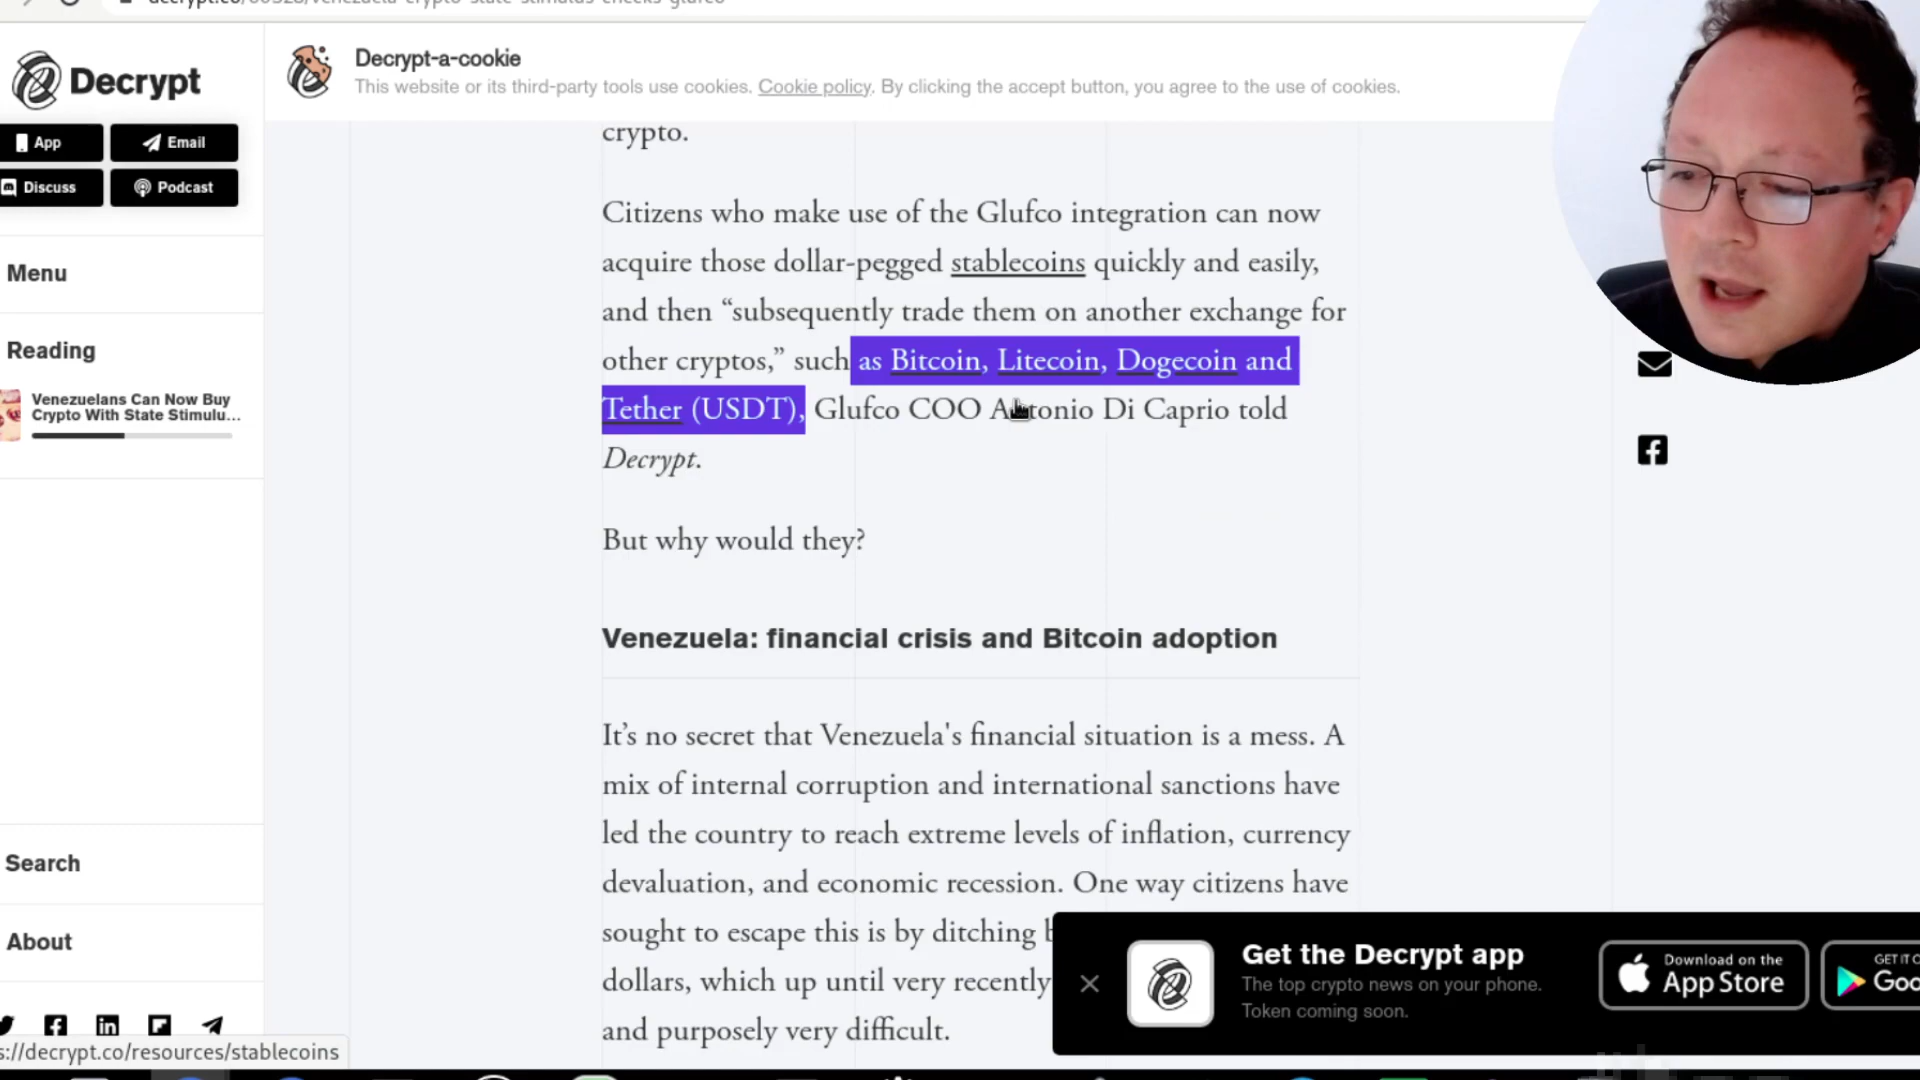 Decrypt
App
Email
Discuss
Podcast
Menu
Reading
Venezuelans Can Now Buy
Crypto With State Stimulu...
Search
About
s://decrypt.co/resources/stablecoins
Decrypt-a-cookie
This website or its third-party tools use cookies. Cookie policy. By clicking the accept button, you agree to the use of cookies.
crypto.
Citizens who make use of the Glufco integration can now
acquire those dollar-pegged stablecoins quickly and easily,
and then “subsequently trade them on another exchange for
other cryptos,” such as Bitcoin, Litecoin, Dogecoin and
Tether (USDT), Glufco COO Antonio Di Caprio told
Decrypt.
But why would they?
Venezuela: financial crisis and Bitcoin adoption
It’s no secret that Venezuela's financial situation is a mess. A
mix of internal corruption and international sanctions have
led the country to reach extreme levels of inflation, currency
devaluation, and economic recession. One way citizens have
sought to escape this is by ditching
dollars, which up until very recently
and purposely very difficult.
Get the Decrypt app
The top crypto news on your phone.
Token coming soon.
Download on the
App Store
GET IT
Goo